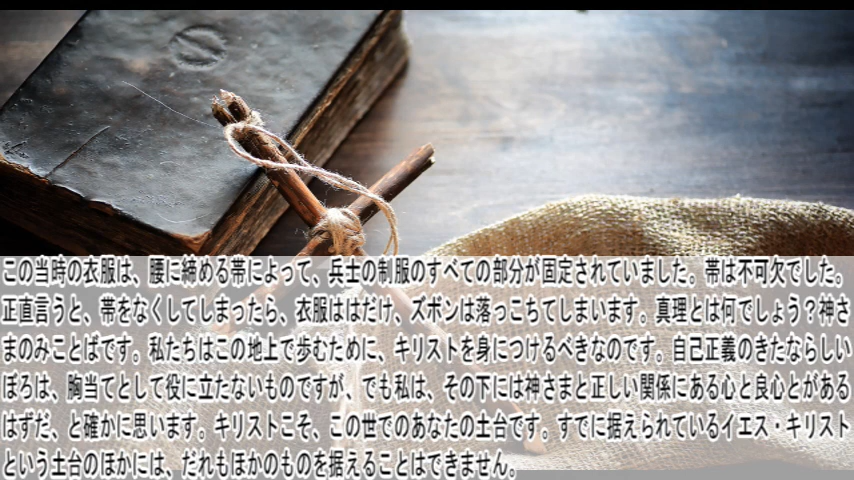 この当時の衣服は、腰に締める帯によって、兵士の制服のすべての部分が固定されていました。帯は不可欠でした。
正直言うと、帯をなくしてしまったら、衣服ははだけ、ズボンは落っこちてしまいます。真理とは何でしょう？神さ
まのみことばです。私たちはこの地上で歩むために、キリストを身につけるべきなのです。自己正義のきたならしい
ぼろは、胸当てとして役に立たないものですが、でも私は、その下には神さまと正しい関係にある心と良心とがある
はずだ、と確かに思います。キリストこそ、この世でのあなたの土台です。すでに据えられているイエス・キリスト
という土台のほかには、だれもほかのものを据えることはできません。